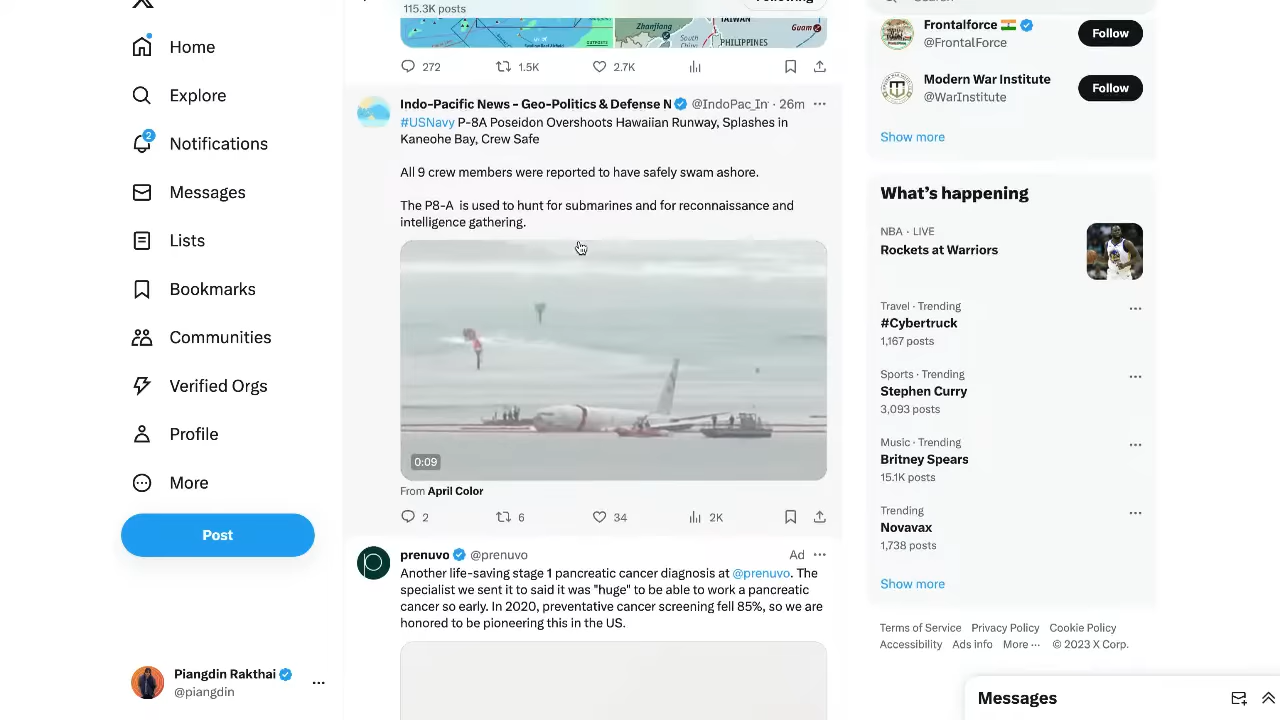 115.3K posts
Following
Search
Zhanjiang
TAIWAN
South
China
PHILIPPINES
Guam
272 1.5K 2.7K
Indo-Pacific News - Geo-Politics & Defense N @IndoPac_In · 26m
#USNavy P-8A Poseidon Overshoots Hawaiian Runway, Splashes in
Kaneohe Bay, Crew Safe
All 9 crew members were reported to have safely swam ashore.
The P8-A is used to hunt for submarines and for reconnaissance and
intelligence gathering.
0:09
From April Color
2 6 34 2K
prenuvo @prenuvo Ad
Another life-saving stage 1 pancreatic cancer diagnosis at @prenuvo. The
specialist we sent it to said it was "huge" to be able to work a pancreatic
cancer so early. In 2020, preventative cancer screening fell 85%, so we are
honored to be pioneering this in the US.
Home
Explore
2
Notifications
Messages
Lists
Bookmarks
Communities
Verified Orgs
Profile
More
Post
Piangdin Rakthai
@piangdin
Frontalforce
@FrontalForce
Follow
Modern War Institute
@WarInstitute
Follow
Show more
What's happening
NBA · LIVE
Rockets at Warriors
Travel · Trending
#Cybertruck
1,167 posts
Sports · Trending
Stephen Curry
3,093 posts
Music · Trending
Britney Spears
15.1K posts
Trending
Novavax
1,738 posts
Show more
Terms of Service Privacy Policy Cookie Policy
Accessibility Ads info More ··· © 2023 X Corp.
Messages